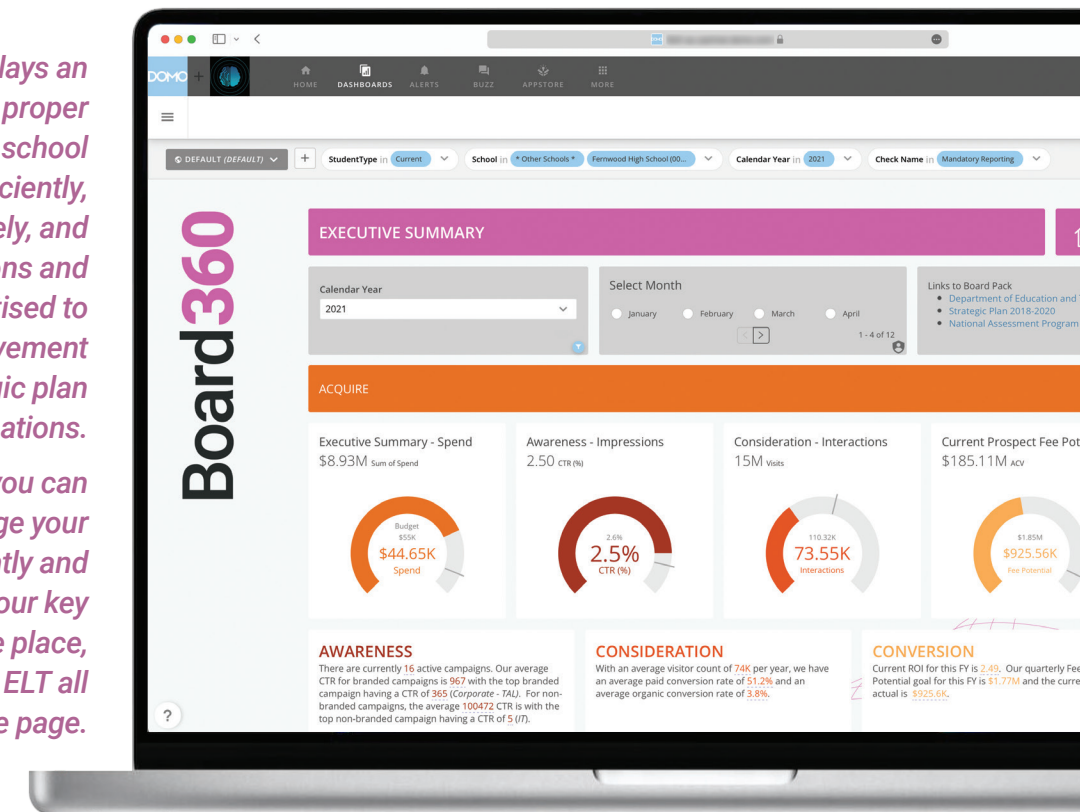 lays an
proper
school
ciently,
ely, and
ns and
ised to
vement
ic plan
ations.
you can
ge your
tly and
our key
e place,
ELT all
e page.
DOMO +
HOME DASHBOARDS ALERTS BUZZ APPSTORE MORE
DEFAULT (DEFAULT) + StudentType in Current School in * Other Schools * Fernwood High School (00... Calendar Year in 2021 Check Name in Mandatory Reporting
Board360
EXECUTIVE SUMMARY
Calendar Year
2021
Select Month
January February March April
< > 1 - 4 of 12
Links to Board Pack
• Department of Education and
• Strategic Plan 2018-2020
• National Assessment Program
ACQUIRE
Executive Summary - Spend
$8.93M Sum of Spend
Budget
$55K
$44.65K
Spend
Awareness - Impressions
2.50 CTR (%)
2.6%
2.5%
CTR (%)
Consideration - Interactions
15M Visits
110.32K
73.55K
Interactions
Current Prospect Fee Pot
$185.11M ACV
$1.85M
$925.56K
Fee Potential
AWARENESS
There are currently 16 active campaigns. Our average
CTR for branded campaigns is 967 with the top branded
campaign having a CTR of 365 (Corporate - TAL). For non-
branded campaigns, the average 100472 CTR is with the
top non-branded campaign having a CTR of 5 (IT).
CONSIDERATION
With an average visitor count of 74K per year, we have
an average paid conversion rate of 51.2% and an
average organic conversion rate of 3.8%.
CONVERSION
Current ROI for this FY is 2.49. Our quarterly Fee
Potential goal for this FY is $1.77M and the curre
actual is $925.6K.
?